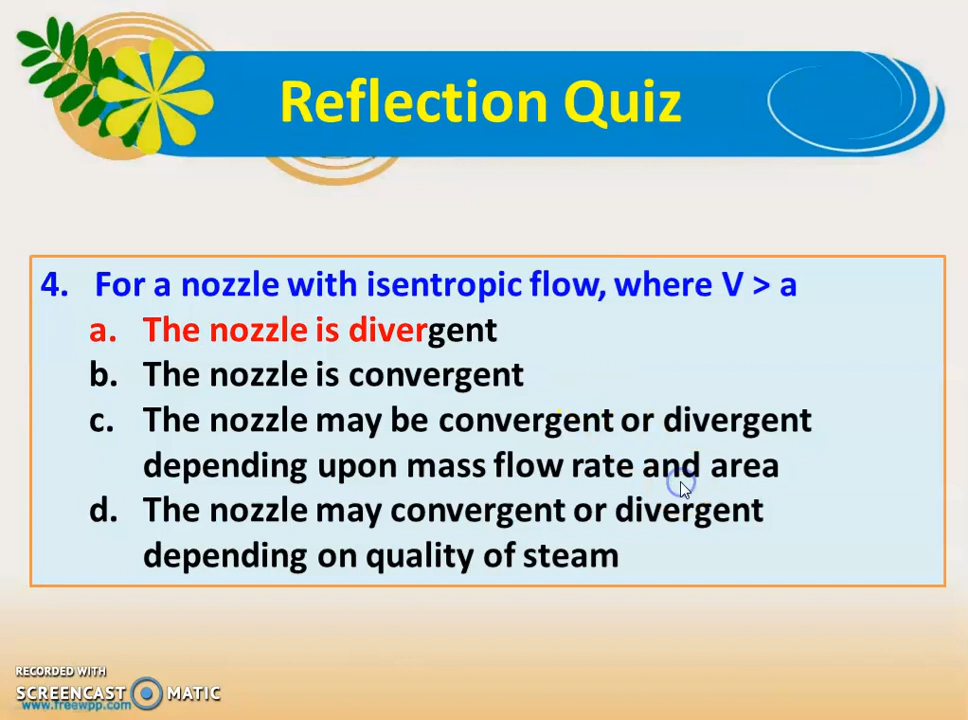 Reflection Quiz
4. For a nozzle with isentropic flow, where V > a
a. The nozzle is divergent
b. The nozzle is convergent
c. The nozzle may be convergent or divergent
depending upon mass flow rate and area
d. The nozzle may convergent or divergent
depending on quality of steam
RECORDED WITH
SCREENCAST MATIC
www.freewpp.com